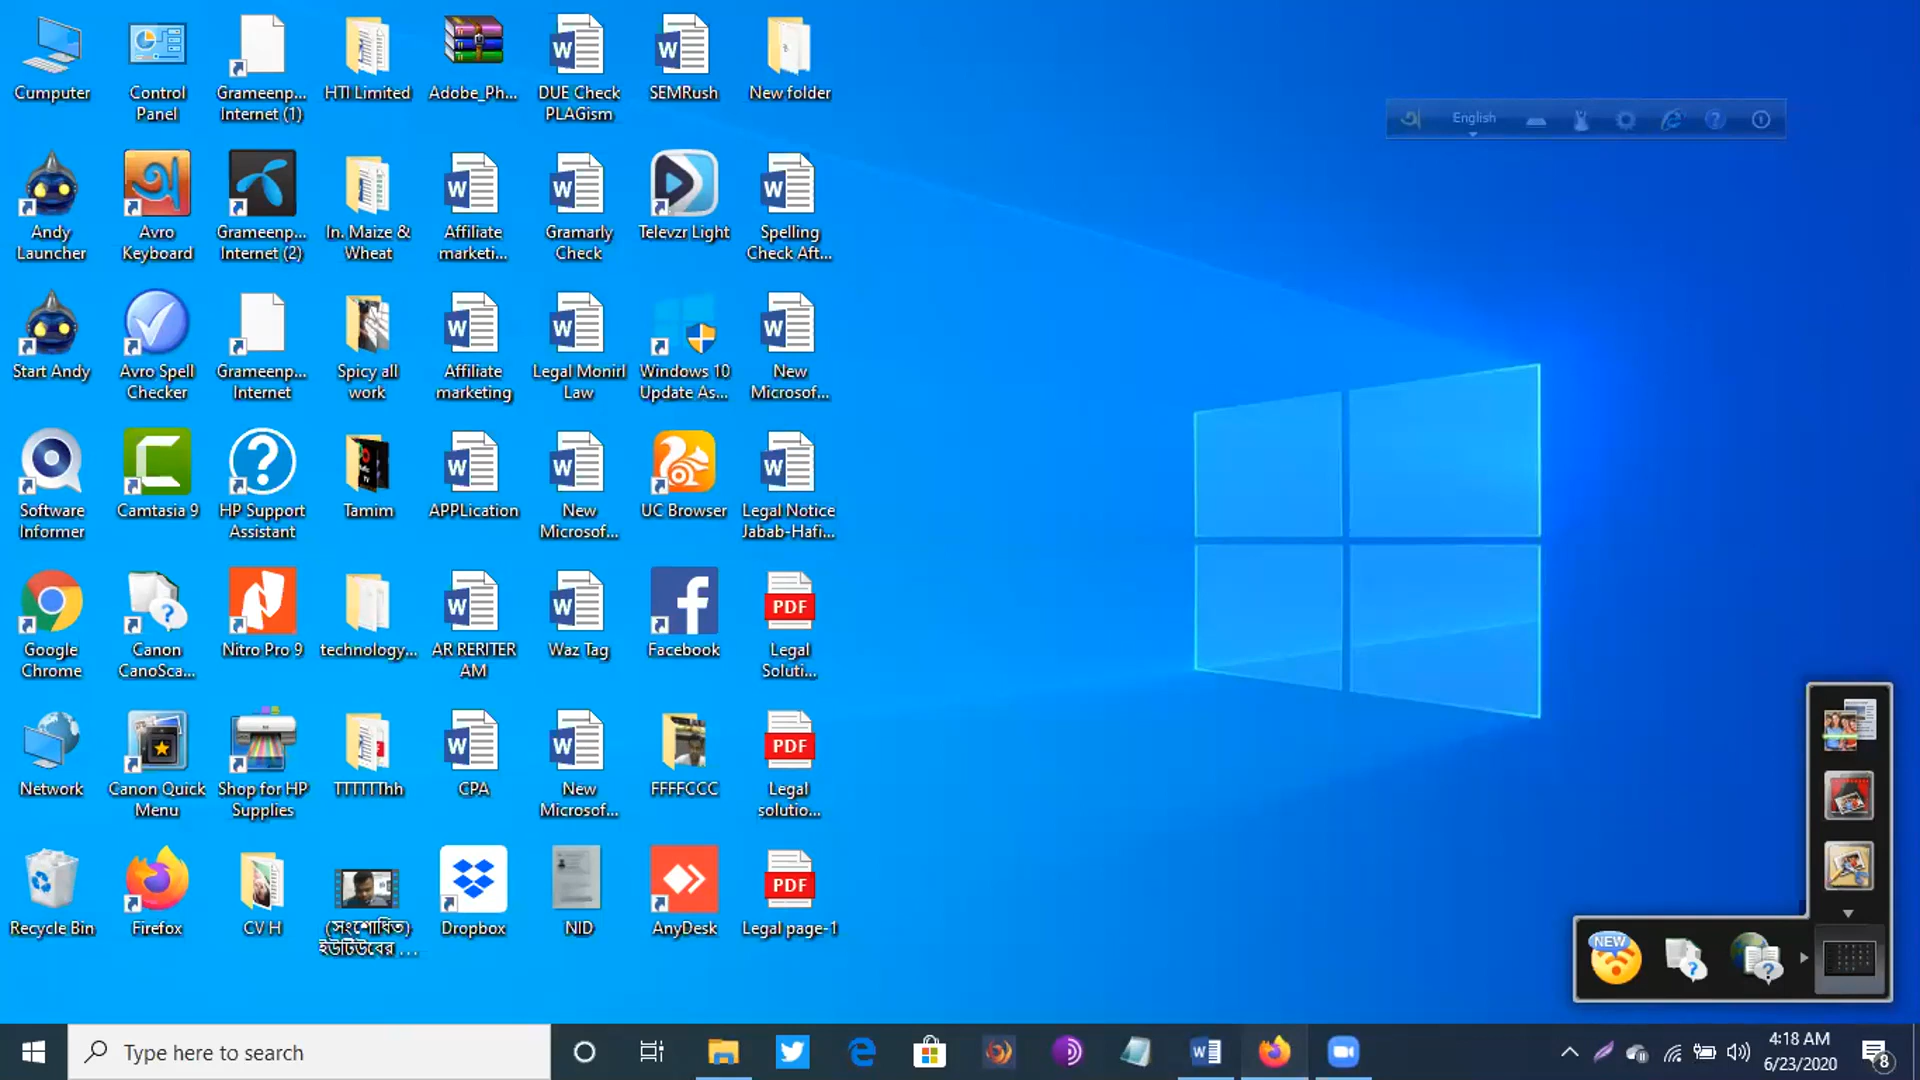 Cumputer
Control
Panel
Grameenp...
Internet (1)
HTI Limited
Adobe_Ph...
DUE Check
PLAGism
SEMRush
New folder
English
Andy
Launcher
Avro
Keyboard
Grameenp...
Internet (2)
In. Maize &
Wheat
Affiliate
marketi...
Gramarly
Check
Televzr Light
Spelling
Check Aft...
Start Andy
Avro Spell
Checker
Grameenp...
Internet
Spicy all
work
Affiliate
marketing
Legal Monirl
Law
Windows 10
Update As...
New
Microsof...
Software
Informer
Camtasia 9
HP Support
Assistant
Tamim
APPLication
New
Microsof...
UC Browser
Legal Notice
Jabab-Hafi...
Google
Chrome
Canon
CanoSca...
Nitro Pro 9
technology...
AR RERITER
AM
Waz Tag
Facebook
PDF
Legal
Soluti...
Network
Canon Quick
Menu
Shop for HP
Supplies
TTTTTThh
CPA
New
Microsof...
FFFFCCC
PDF
Legal
solutio...
Recycle Bin
Firefox
CV H
(সংশোধিত)
ইউটিউবের ...
Dropbox
NID
AnyDesk
PDF
Legal page-1
NEW
Type here to search
4:18 AM
6/23/2020
8